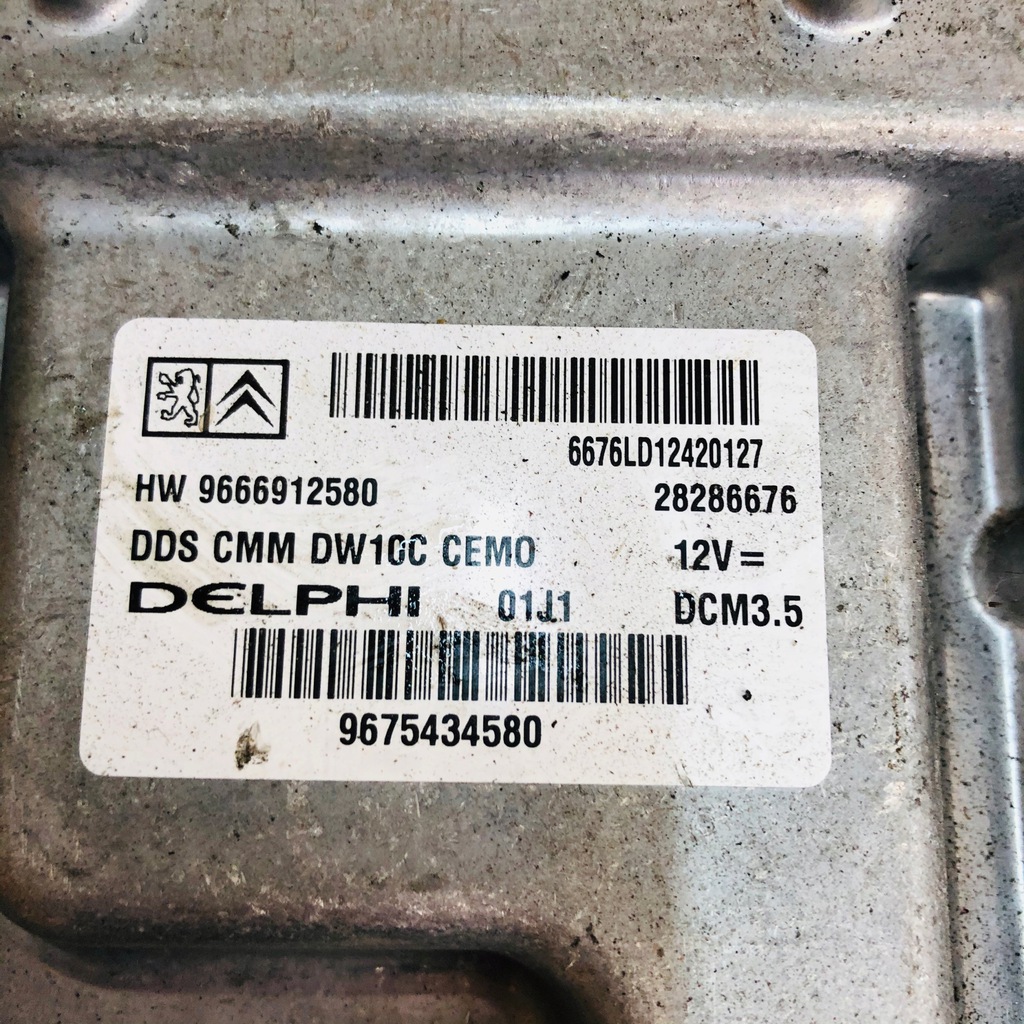 6676LD12420127
HW 9666912580 28286676
DDS CMM DW10C CEMO 12V=
DELPHI 01J1 DCM3.5
9675434580